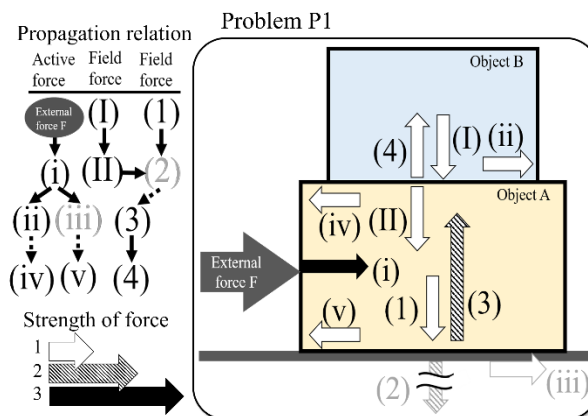 Problem P1
Propagation relation
Active force Field force Field force
External force F
(I) (1)
(i) (II) (2)
(ii) (iii) (3)
(iv) (v) (4)
Strength of force
1
2
3
Object B
(4) (I) (ii)
Object A
(iv) (II)
External force F
(i)
(v) (1) (3)
(2) (iii)